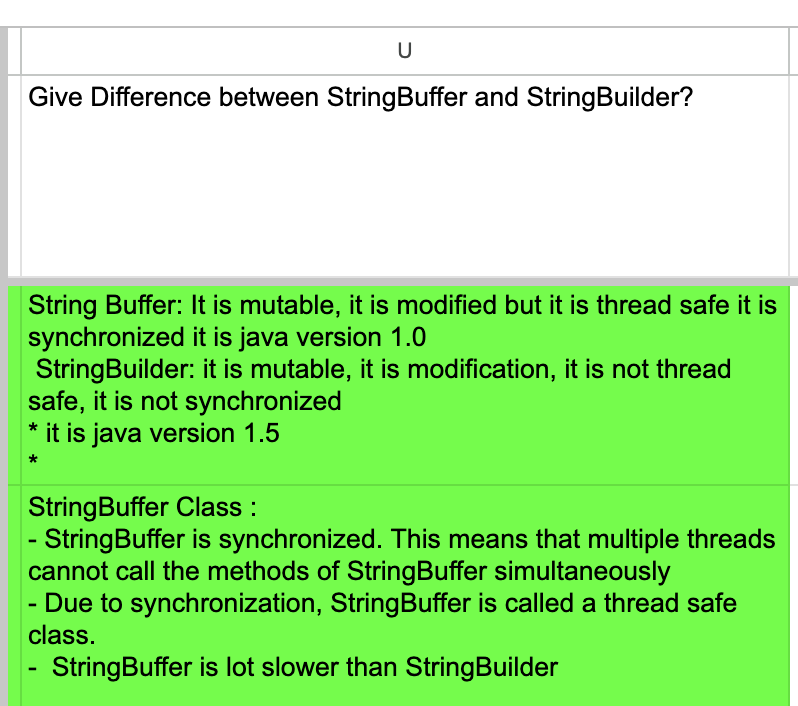 U
Give Difference between StringBuffer and StringBuilder?
String Buffer: It is mutable, it is modified but it is thread safe it is
synchronized it is java version 1.0
StringBuilder: it is mutable, it is modification, it is not thread
safe, it is not synchronized
* it is java version 1.5
*
StringBuffer Class :
- StringBuffer is synchronized. This means that multiple threads
cannot call the methods of StringBuffer simultaneously
- Due to synchronization, StringBuffer is called a thread safe
class.
-  StringBuffer is lot slower than StringBuilder